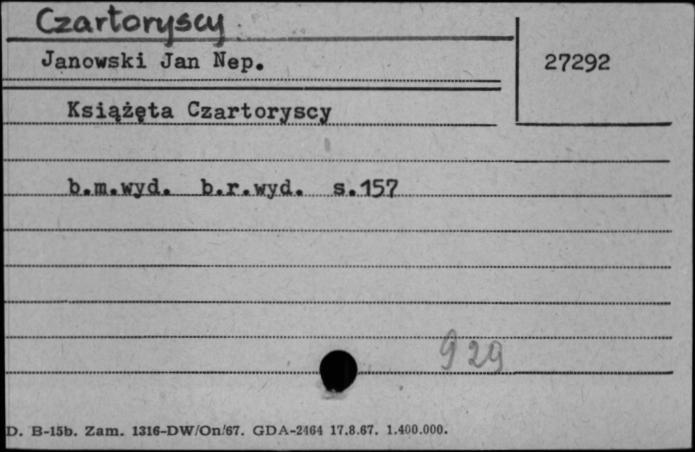 Czartoryscy
Janowski Jan Nep.
27292
Książęta Czartoryscy
b.m.wyd. b.r.wyd. s.157
929
D. B-15b. Zam. 1316-DW/On/67. GDA-2464 17.8.67. 1.400.000.